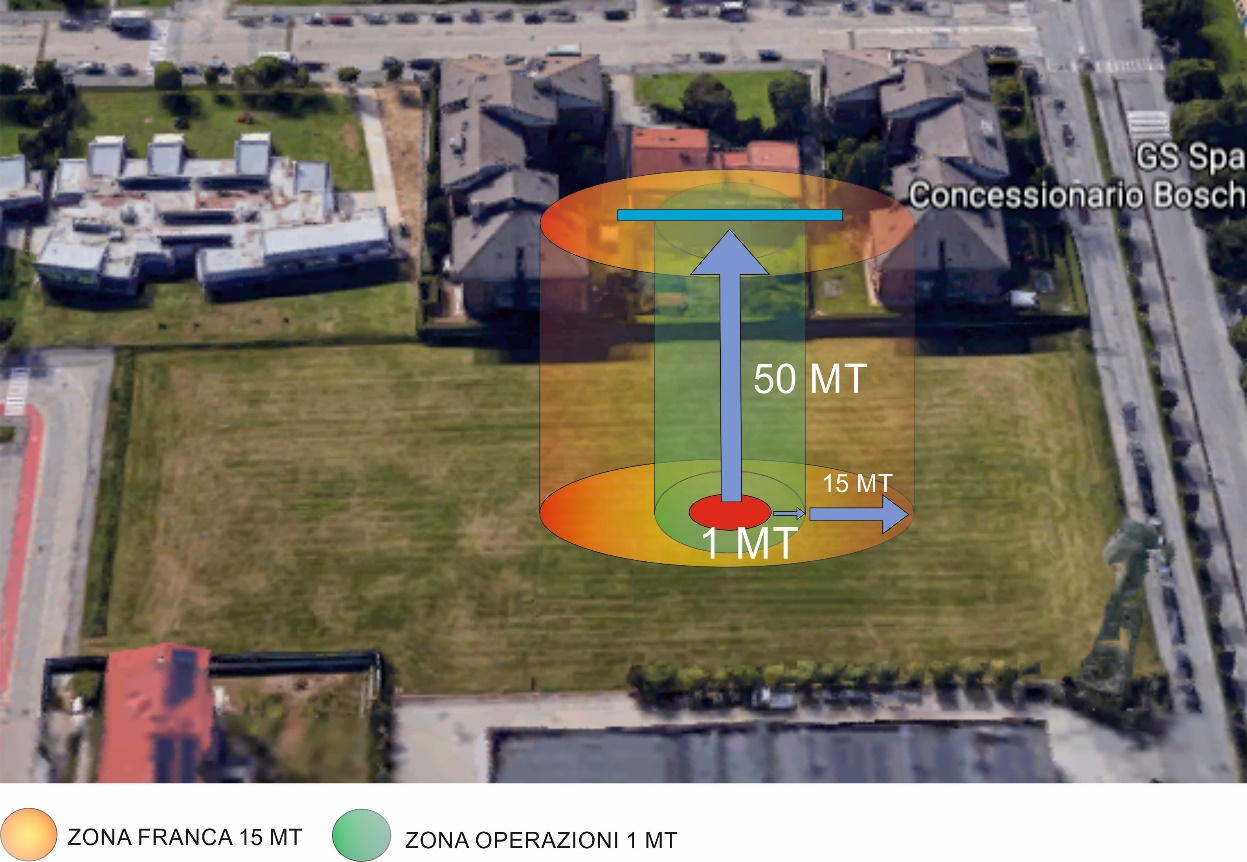 GS Spa
Concessionario Bosch
50 MT
15 MT
1 MT
ZONA FRANCA 15 MT
ZONA OPERAZIONI 1 MT